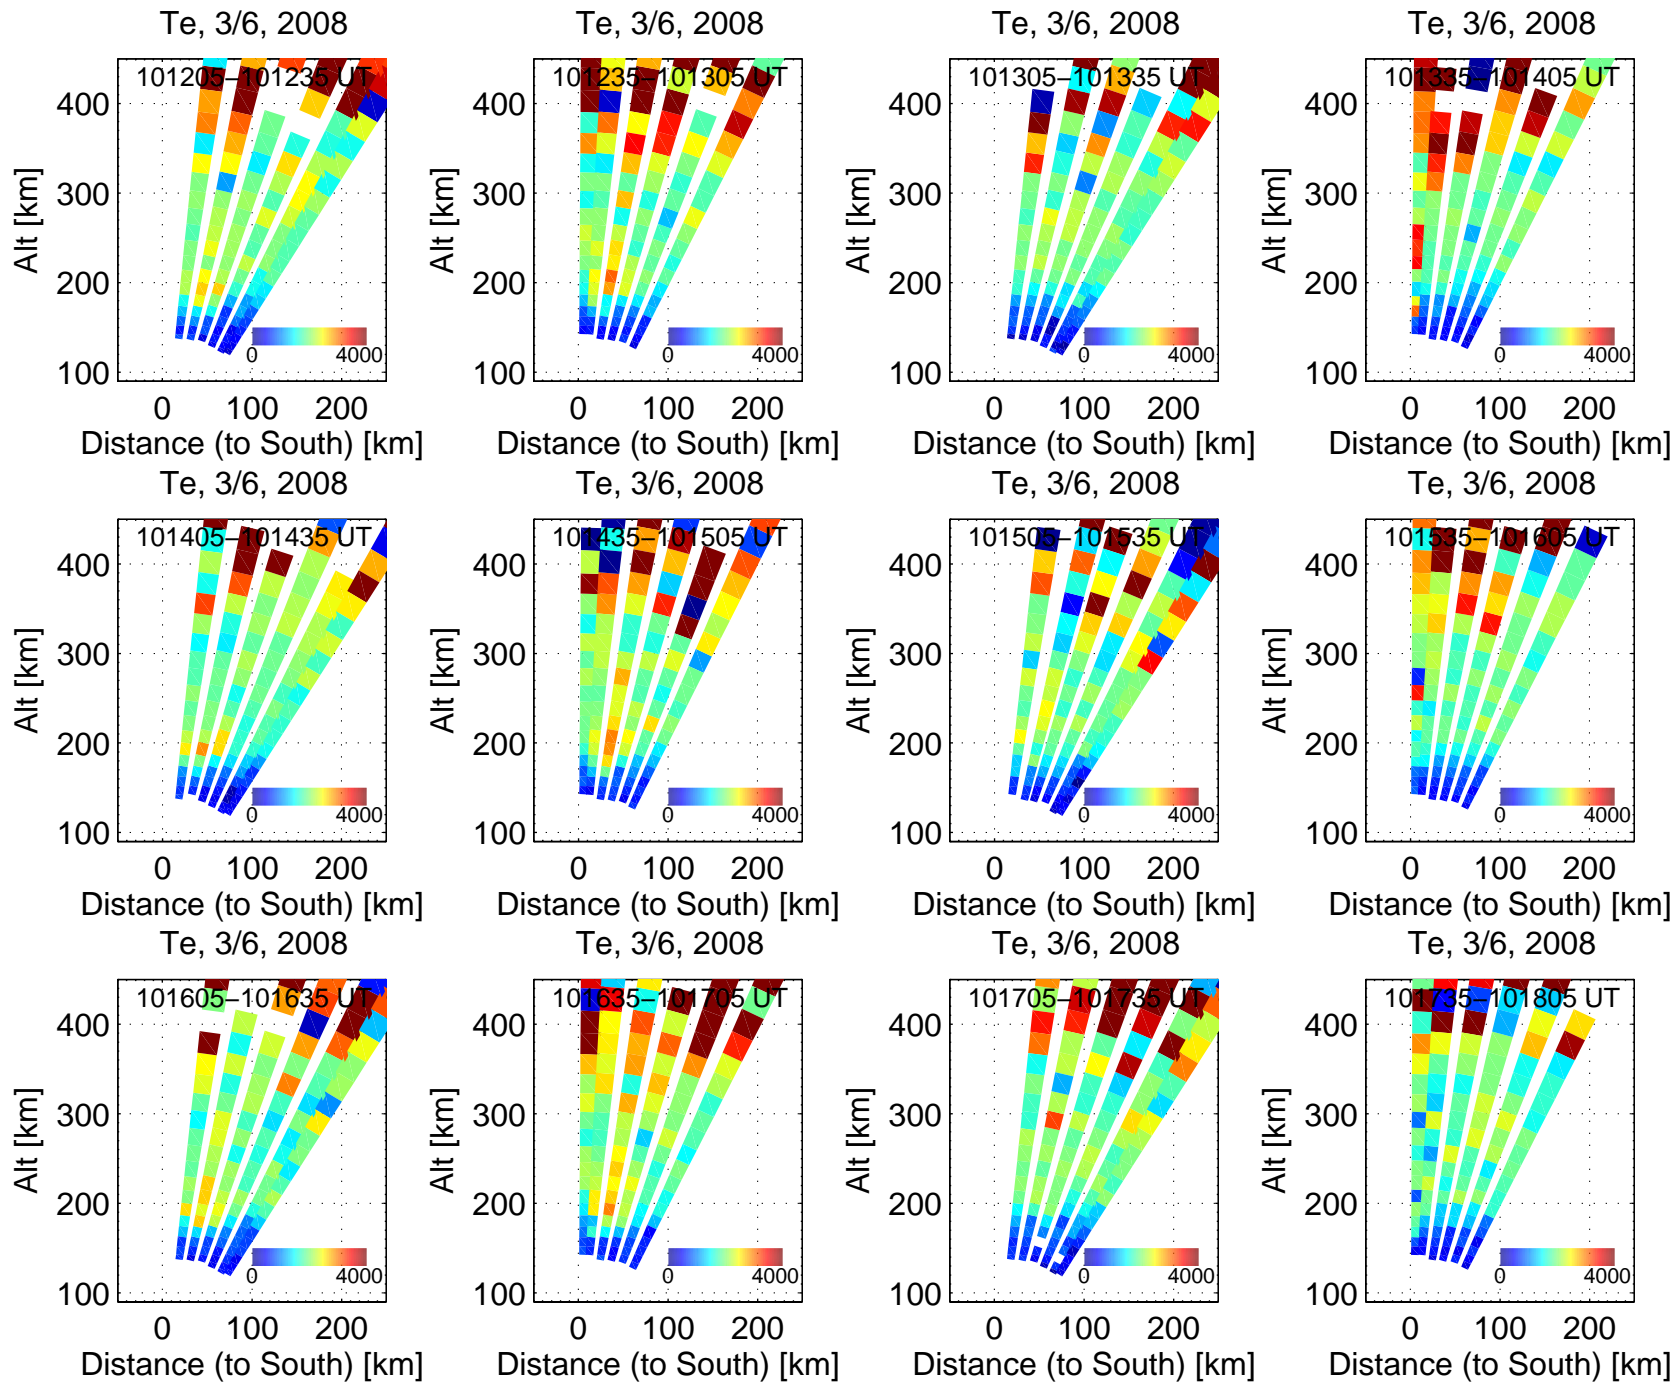 Te, 3/6, 2008 Te, 3/6, 2008 Te, 3/6, 2008 Te, 3/6, 2008
101205−101235 UT 101235−101305 UT 101305−101335 UT 101335−101405 UT
400 400 400 400
300 300 300 300
Alt [km] Alt [km] Alt [km] Alt [km]
200 200 200 200
0 4000 0 4000 0 4000 0 4000
100 100 100 100
0 100 200 0 100 200 0 100 200 0 100 200
Distance (to South) [km] Distance (to South) [km] Distance (to South) [km] Distance (to South) [km]
Te, 3/6, 2008 Te, 3/6, 2008 Te, 3/6, 2008 Te, 3/6, 2008
101405−101435 UT 101435−101505 UT 101505−101535 UT 101535−101605 UT
400 400 400 400
300 300 300 300
Alt [km] Alt [km] Alt [km] Alt [km]
200 200 200 200
0 4000 0 4000 0 4000 0 4000
100 100 100 100
0 100 200 0 100 200 0 100 200 0 100 200
Distance (to South) [km] Distance (to South) [km] Distance (to South) [km] Distance (to South) [km]
Te, 3/6, 2008 Te, 3/6, 2008 Te, 3/6, 2008 Te, 3/6, 2008
101605−101635 UT 101635−101705 UT 101705−101735 UT 101735−101805 UT
400 400 400 400
300 300 300 300
Alt [km] Alt [km] Alt [km] Alt [km]
200 200 200 200
0 4000 0 4000 0 4000 0 4000
100 100 100 100
0 100 200 0 100 200 0 100 200 0 100 200
Distance (to South) [km] Distance (to South) [km] Distance (to South) [km] Distance (to South) [km]